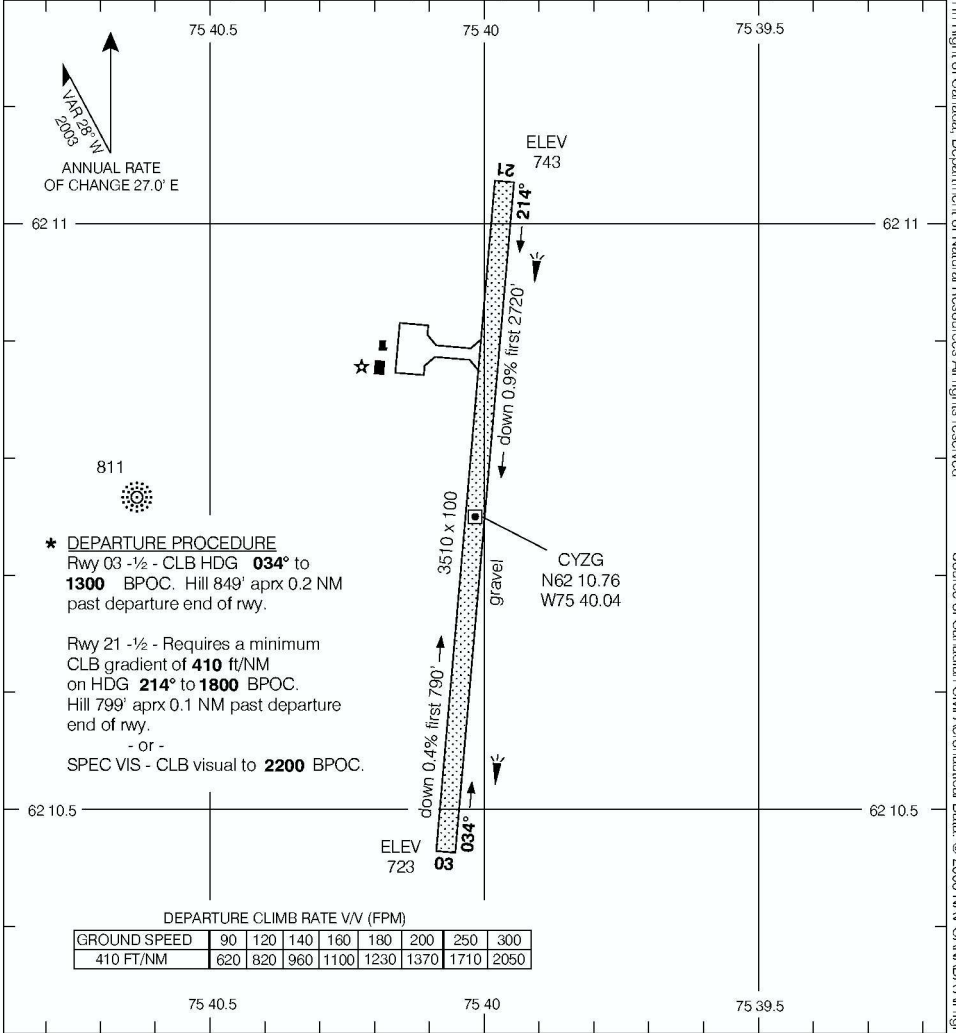 75 40.5
75 40
75 39.5
VAR 28° W
2003
ANNUAL RATE
OF CHANGE 27.0' E
ELEV
743
21
214°
62 11
62 11
down 0.9% first 2720'
811
3510 x 100
gravel
CYZG
N62 10.76
W75 40.04
* DEPARTURE PROCEDURE
Rwy 03 -½ - CLB HDG 034° to
1300 BPOC. Hill 849' aprx 0.2 NM
past departure end of rwy.
Rwy 21 -½ - Requires a minimum
CLB gradient of 410 ft/NM
on HDG 214° to 1800 BPOC.
Hill 799' aprx 0.1 NM past departure
end of rwy.
- or -
SPEC VIS - CLB visual to 2200 BPOC.
down 0.4% first 790'
62 10.5
62 10.5
034°
ELEV
723
03
DEPARTURE CLIMB RATE V/V (FPM)
GROUND SPEED 90 120 140 160 180 200 250 300
410 FT/NM 620 820 960 1100 1230 1370 1710 2050
75 40.5
75 40
75 39.5